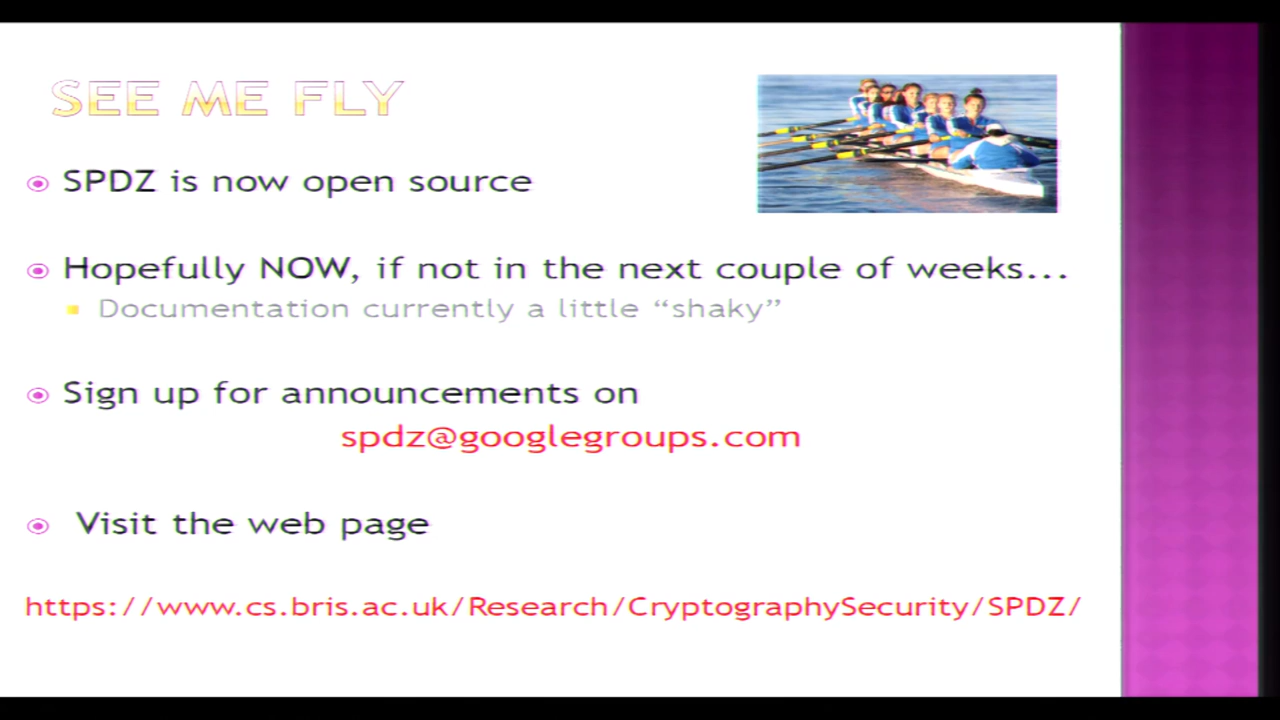 SEE ME FLY
SPDZ is now open source
Hopefully NOW, if not in the next couple of weeks...
Documentation currently a little “shaky”
Sign up for announcements on
spdz@googlegroups.com
Visit the web page
https://www.cs.bris.ac.uk/Research/CryptographySecurity/SPDZ/